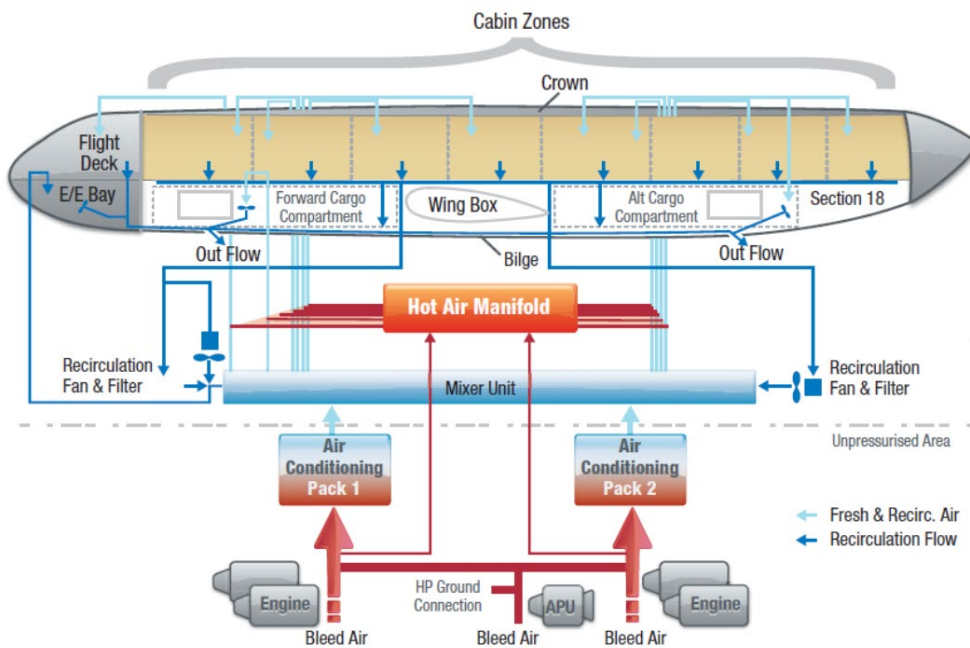 Cabin Zones
Crown
Flight
Deck
E/E Bay
Forward Cargo
Compartment
Wing Box
Alt Cargo
Compartment
Section 18
Out Flow
Bilge
Out Flow
Hot Air Manifold
Recirculation
Fan & Filter
Mixer Unit
Recirculation
Fan & Filter
Unpressurised Area
Air
Conditioning
Pack 1
Air
Conditioning
Pack 2
Fresh & Recirc. Air
Recirculation Flow
Engine
HP Ground
Connection
APU
Engine
Bleed Air
Bleed Air
Bleed Air